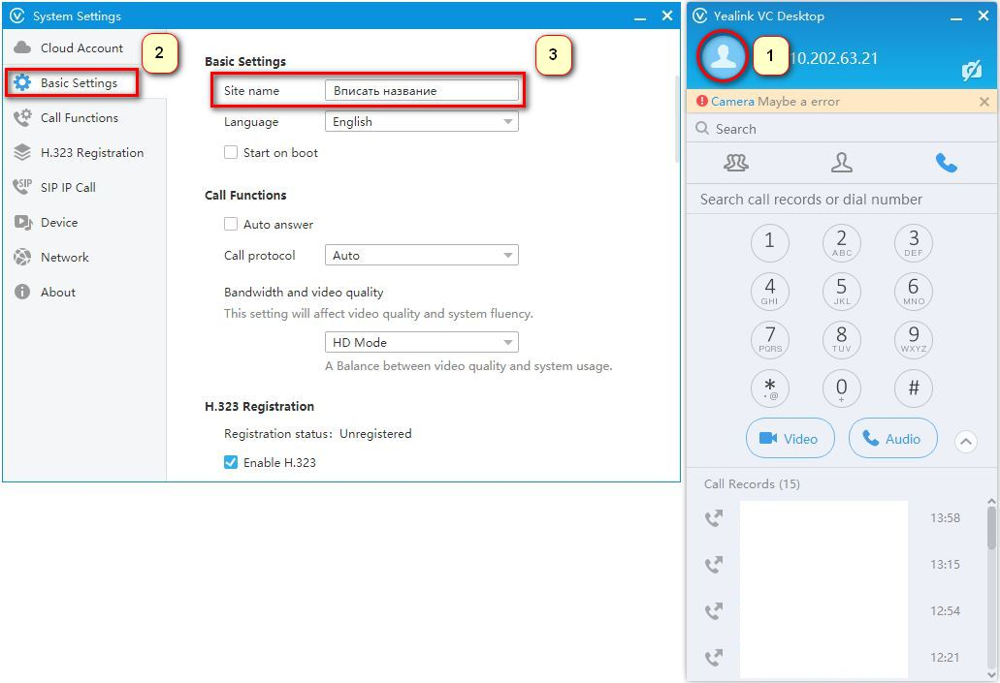 System Settings
Cloud Account
Basic Settings
Call Functions
H.323 Registration
SIP IP Call
Device
Network
About
2
3
Basic Settings
Site name Вписать название
Language English
Start on boot
Call Functions
Auto answer
Call protocol Auto
Bandwidth and video quality
This setting will affect video quality and system fluency.
HD Mode
A Balance between video quality and system usage.
H.323 Registration
Registration status: Unregistered
Enable H.323
Yealink VC Desktop
1
10.202.63.21
Camera Maybe a error
Search
Search call records or dial number
1 2 ABC 3 DEF
4 GHI 5 JKL 6 MNO
7 PQRS 8 TUV 9 WXYZ
* .@ 0 + #
Video Audio
Call Records (15)
13:58
13:15
12:54
12:21